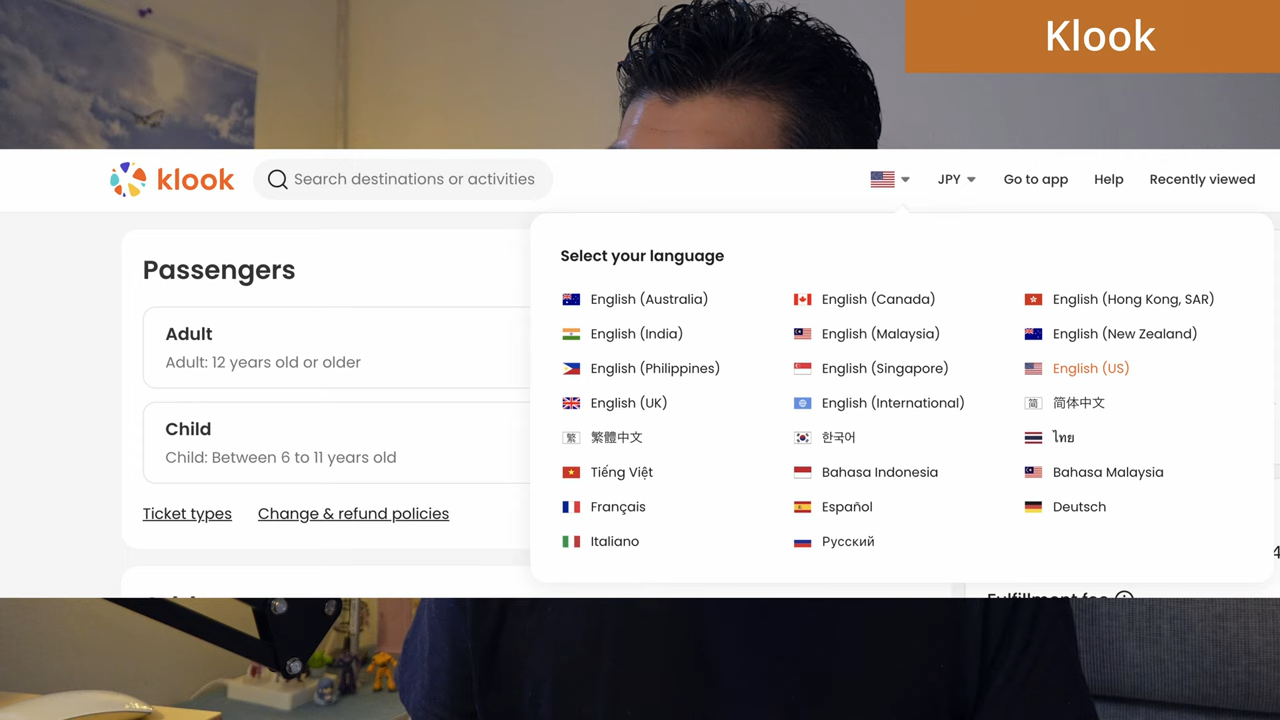 Klook
klook
Search destinations or activities
JPY
Go to app
Help
Recently viewed
Passengers
Adult
Adult: 12 years old or older
Child
Child: Between 6 to 11 years old
Ticket types
Change & refund policies
Select your language
English (Australia)
English (Canada)
English (Hong Kong, SAR)
English (India)
English (Malaysia)
English (New Zealand)
English (Philippines)
English (Singapore)
English (US)
English (UK)
English (International)
简 简体中文
繁 繁體中文
한국어
ไทย
Tiếng Việt
Bahasa Indonesia
Bahasa Malaysia
Français
Español
Deutsch
Italiano
Русский
Fulfillment fee
4